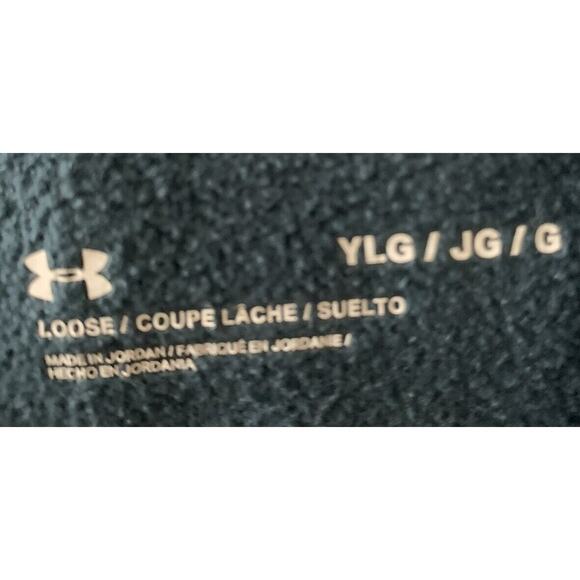 YLG / JG / G
LOOSE / COUPE LÂCHE / SUELTO
MADE IN JORDAN / FABRIQUÉ EN JORDANIE /
HECHO EN JORDANIA